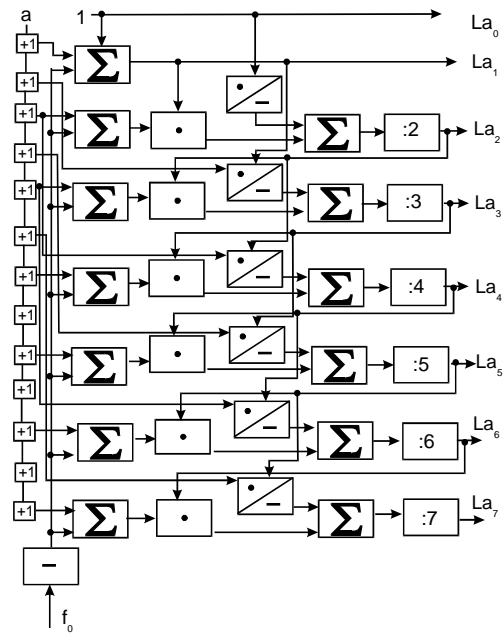 a 1 La₀
+1 Σ La₁
+1 • −
+1 Σ • Σ :2 La₂
+1 • −
+1 Σ • Σ :3 La₃
+1 • −
+1 Σ • Σ :4 La₄
+1 • −
+1 Σ • Σ :5 La₅
+1 • −
+1 Σ • Σ :6 La₆
+1 • −
+1 Σ • Σ :7 La₇
−
f₀